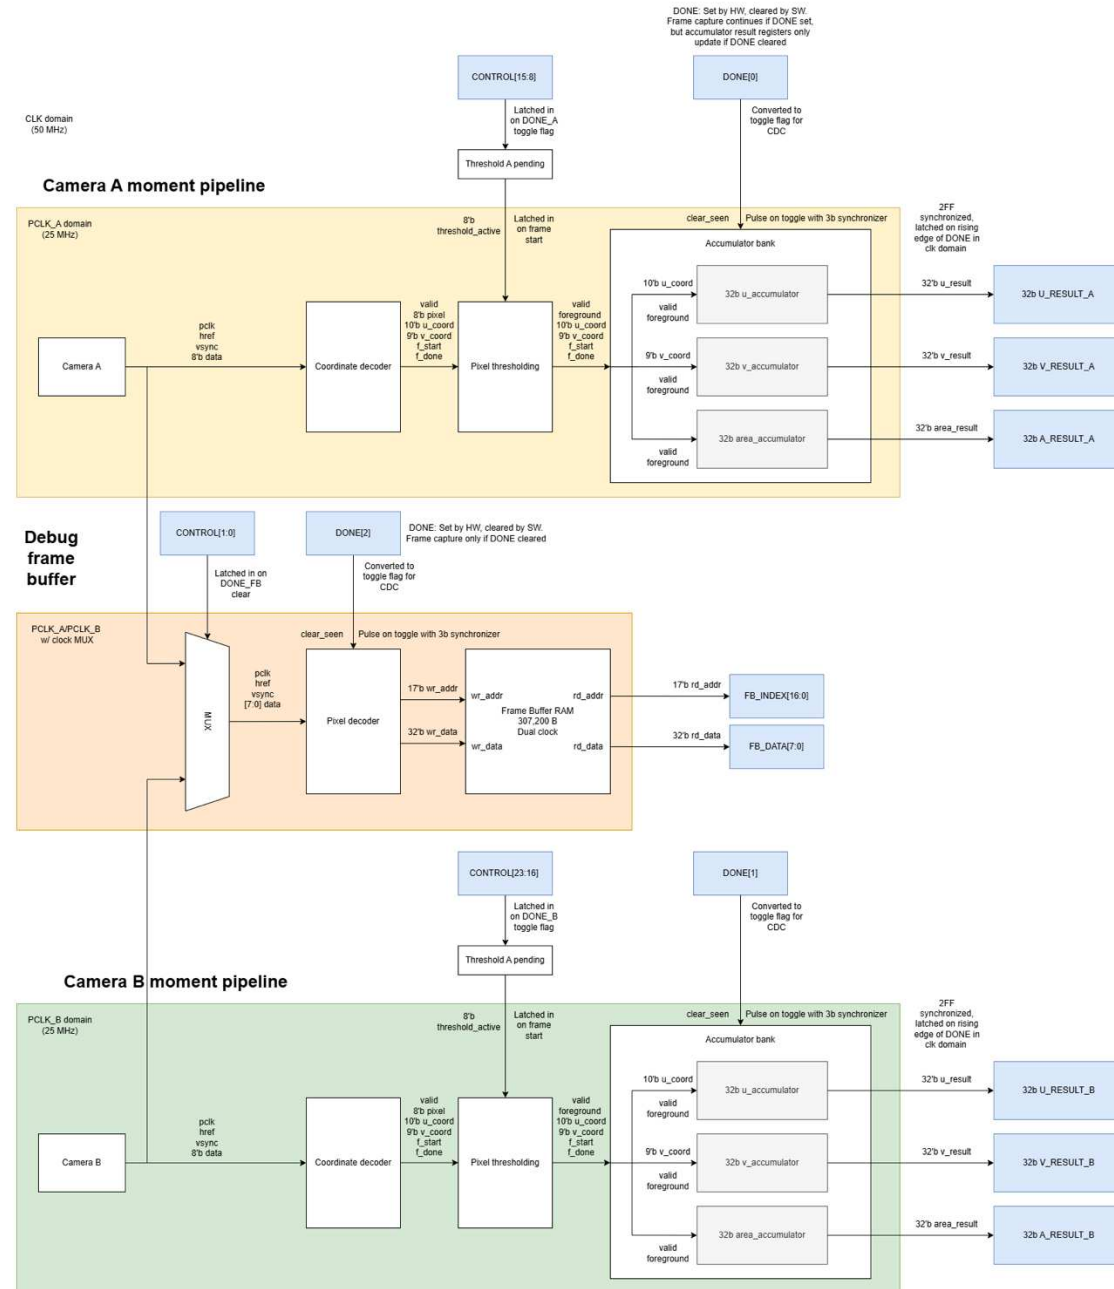 DONE: Set by HW, cleared by SW.
Frame capture continues if DONE set,
but accumulator result registers only
update if DONE cleared
CONTROL[15:8]
DONE[0]
CLK domain
(50 MHz)
Latched in
on DONE_A
toggle flag
Converted to
toggle flag for
CDC
Threshold A pending
Camera A moment pipeline
PCLK_A domain
(25 MHz)
8'b
threshold_active
Latched in
on frame
start
clear_seen
Pulse on toggle with 3b synchronizer
2FF
synchronized,
latched on rising
edge of DONE in
clk domain
Accumulator bank
Camera A
pclk
href
vsync
8'b data
Coordinate decoder
valid
8'b pixel
10'b u_coord
9'b v_coord
f_start
f_done
Pixel thresholding
valid
foreground
10'b u_coord
9'b v_coord
f_start
f_done
10'b u_coord
valid
foreground
32b u_accumulator
32'b u_result
32b U_RESULT_A
9'b v_coord
valid
foreground
32b v_accumulator
32'b v_result
32b V_RESULT_A
valid
foreground
32b area_accumulator
32'b area_result
32b A_RESULT_A
Debug
frame
buffer
CONTROL[1:0]
DONE[2]
DONE: Set by HW, cleared by SW.
Frame capture only if DONE cleared
Latched in on
DONE_FB
clear
Converted to
toggle flag for
CDC
PCLK_A/PCLK_B
w/ clock MUX
clear_seen
Pulse on toggle with 3b synchronizer
MUX
pclk
href
vsync
[7:0] data
Pixel decoder
17'b wr_addr
32'b wr_data
wr_addr
wr_data
Frame Buffer RAM
307,200 B
Dual clock
rd_addr
rd_data
17'b rd_addr
32'b rd_data
FB_INDEX[16:0]
FB_DATA[7:0]
CONTROL[23:16]
DONE[1]
Latched in
on DONE_B
toggle flag
Converted to
toggle flag for
CDC
Threshold A pending
Camera B moment pipeline
PCLK_B domain
(25 MHz)
8'b
threshold_active
Latched in
on frame
start
clear_seen
Pulse on toggle with 3b synchronizer
2FF
synchronized,
latched on rising
edge of DONE in
clk domain
Accumulator bank
Camera B
pclk
href
vsync
8'b data
Coordinate decoder
valid
8'b pixel
10'b u_coord
9'b v_coord
f_start
f_done
Pixel thresholding
valid
foreground
10'b u_coord
9'b v_coord
f_start
f_done
10'b u_coord
valid
foreground
32b u_accumulator
32'b u_result
32b U_RESULT_B
9'b v_coord
valid
foreground
32b v_accumulator
32'b v_result
32b V_RESULT_B
valid
foreground
32b area_accumulator
32'b area_result
32b A_RESULT_B